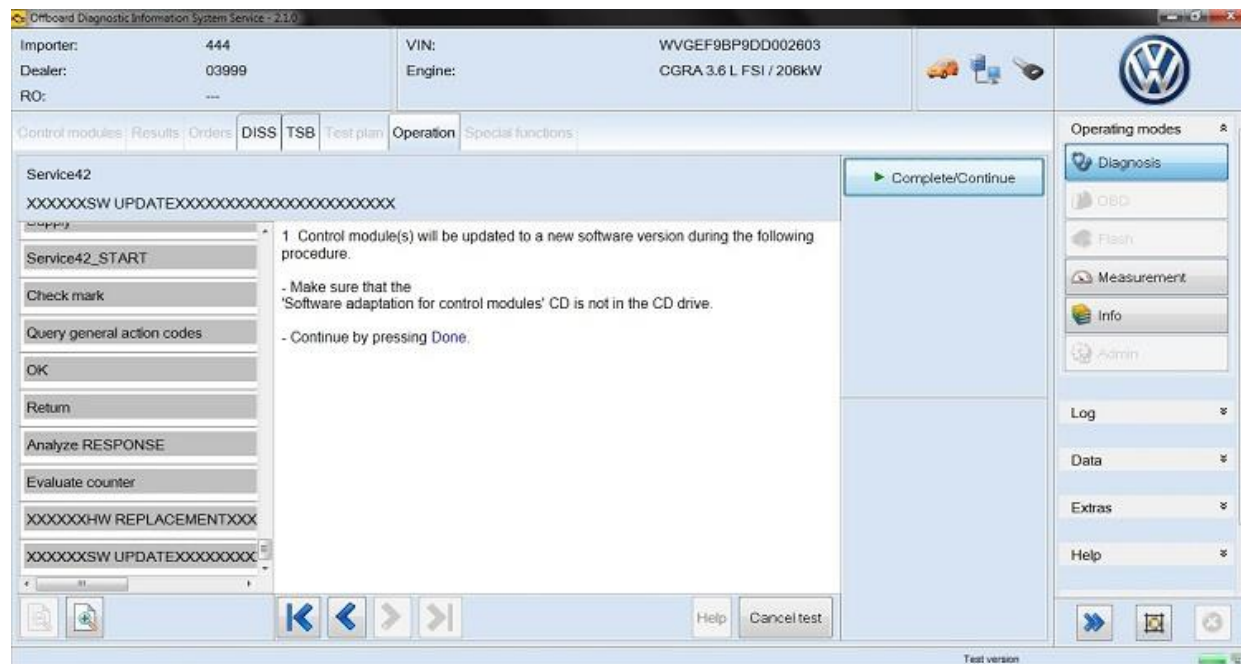 Offboard Diagnostic Information System Service - 2.1.0
Importer: 444 VIN: WVGEF9BP9DD002603
Dealer: 03999 Engine: CGRA 3.6 L FSI / 206kW
RO: ---
Control modules Results Orders DISS TSB Test plan Operation Special functions
Service42
XXXXXXSW UPDATEXXXXXXXXXXXXXXXXXXXXXXX
Supply
Service42_START
Check mark
Query general action codes
OK
Return
Analyze RESPONSE
Evaluate counter
XXXXXXHW REPLACEMENTXXX
XXXXXXSW UPDATEXXXXXXXX
1 Control module(s) will be updated to a new software version during the following
procedure.
- Make sure that the
'Software adaptation for control modules' CD is not in the CD drive.
- Continue by pressing Done.
Help
Cancel test
Complete/Continue
Operating modes
Diagnosis
OBD
Flash
Measurement
Info
Admin
Log
Data
Extras
Help
Test version